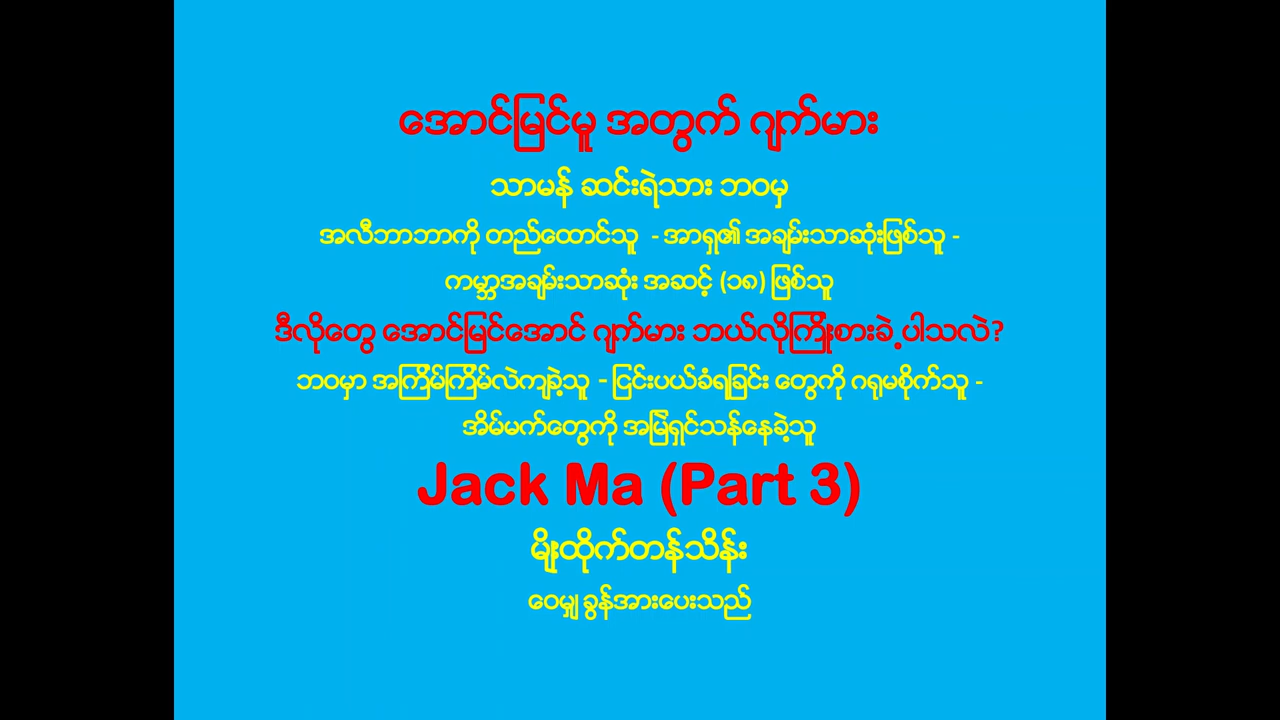 အောင်မြင်မှု အတွက် ဂျက်မား
သာမန် ဆင်းရဲသား ဘဝမှ
အလီဘာဘာကို တည်ထောင်သူ - အာရှ၏ အချမ်းသာဆုံးဖြစ်သူ -
ကမ္ဘာ့အချမ်းသာဆုံး အဆင့် (၁၈) ဖြစ်သူ
ဒီလိုတွေ အောင်မြင်အောင် ဂျက်မား ဘယ်လိုကြိုးစားခဲ့ပါသလဲ?
ဘဝမှာ အကြိမ်ကြိမ်လဲကျခဲ့သူ - ငြင်းပယ်ခံရခြင်း တွေကို ဂရုမစိုက်သူ -
အိမ်မက်တွေကို အမြဲရှင်သန်နေခဲ့သူ
Jack Ma (Part 3)
မျိုးထိုက်တန်သိန်း
ဝေမျှ ခွန်အားပေးသည်